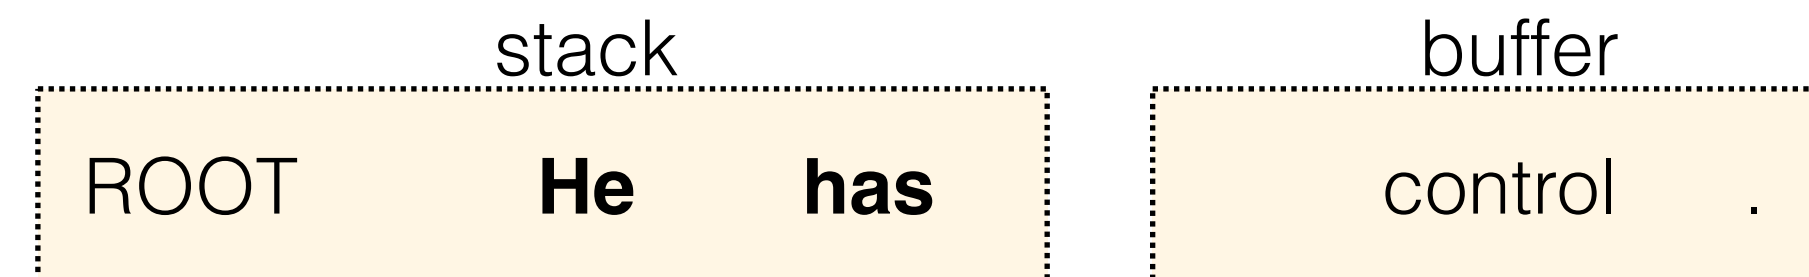 stack buffer
ROOT He has control .